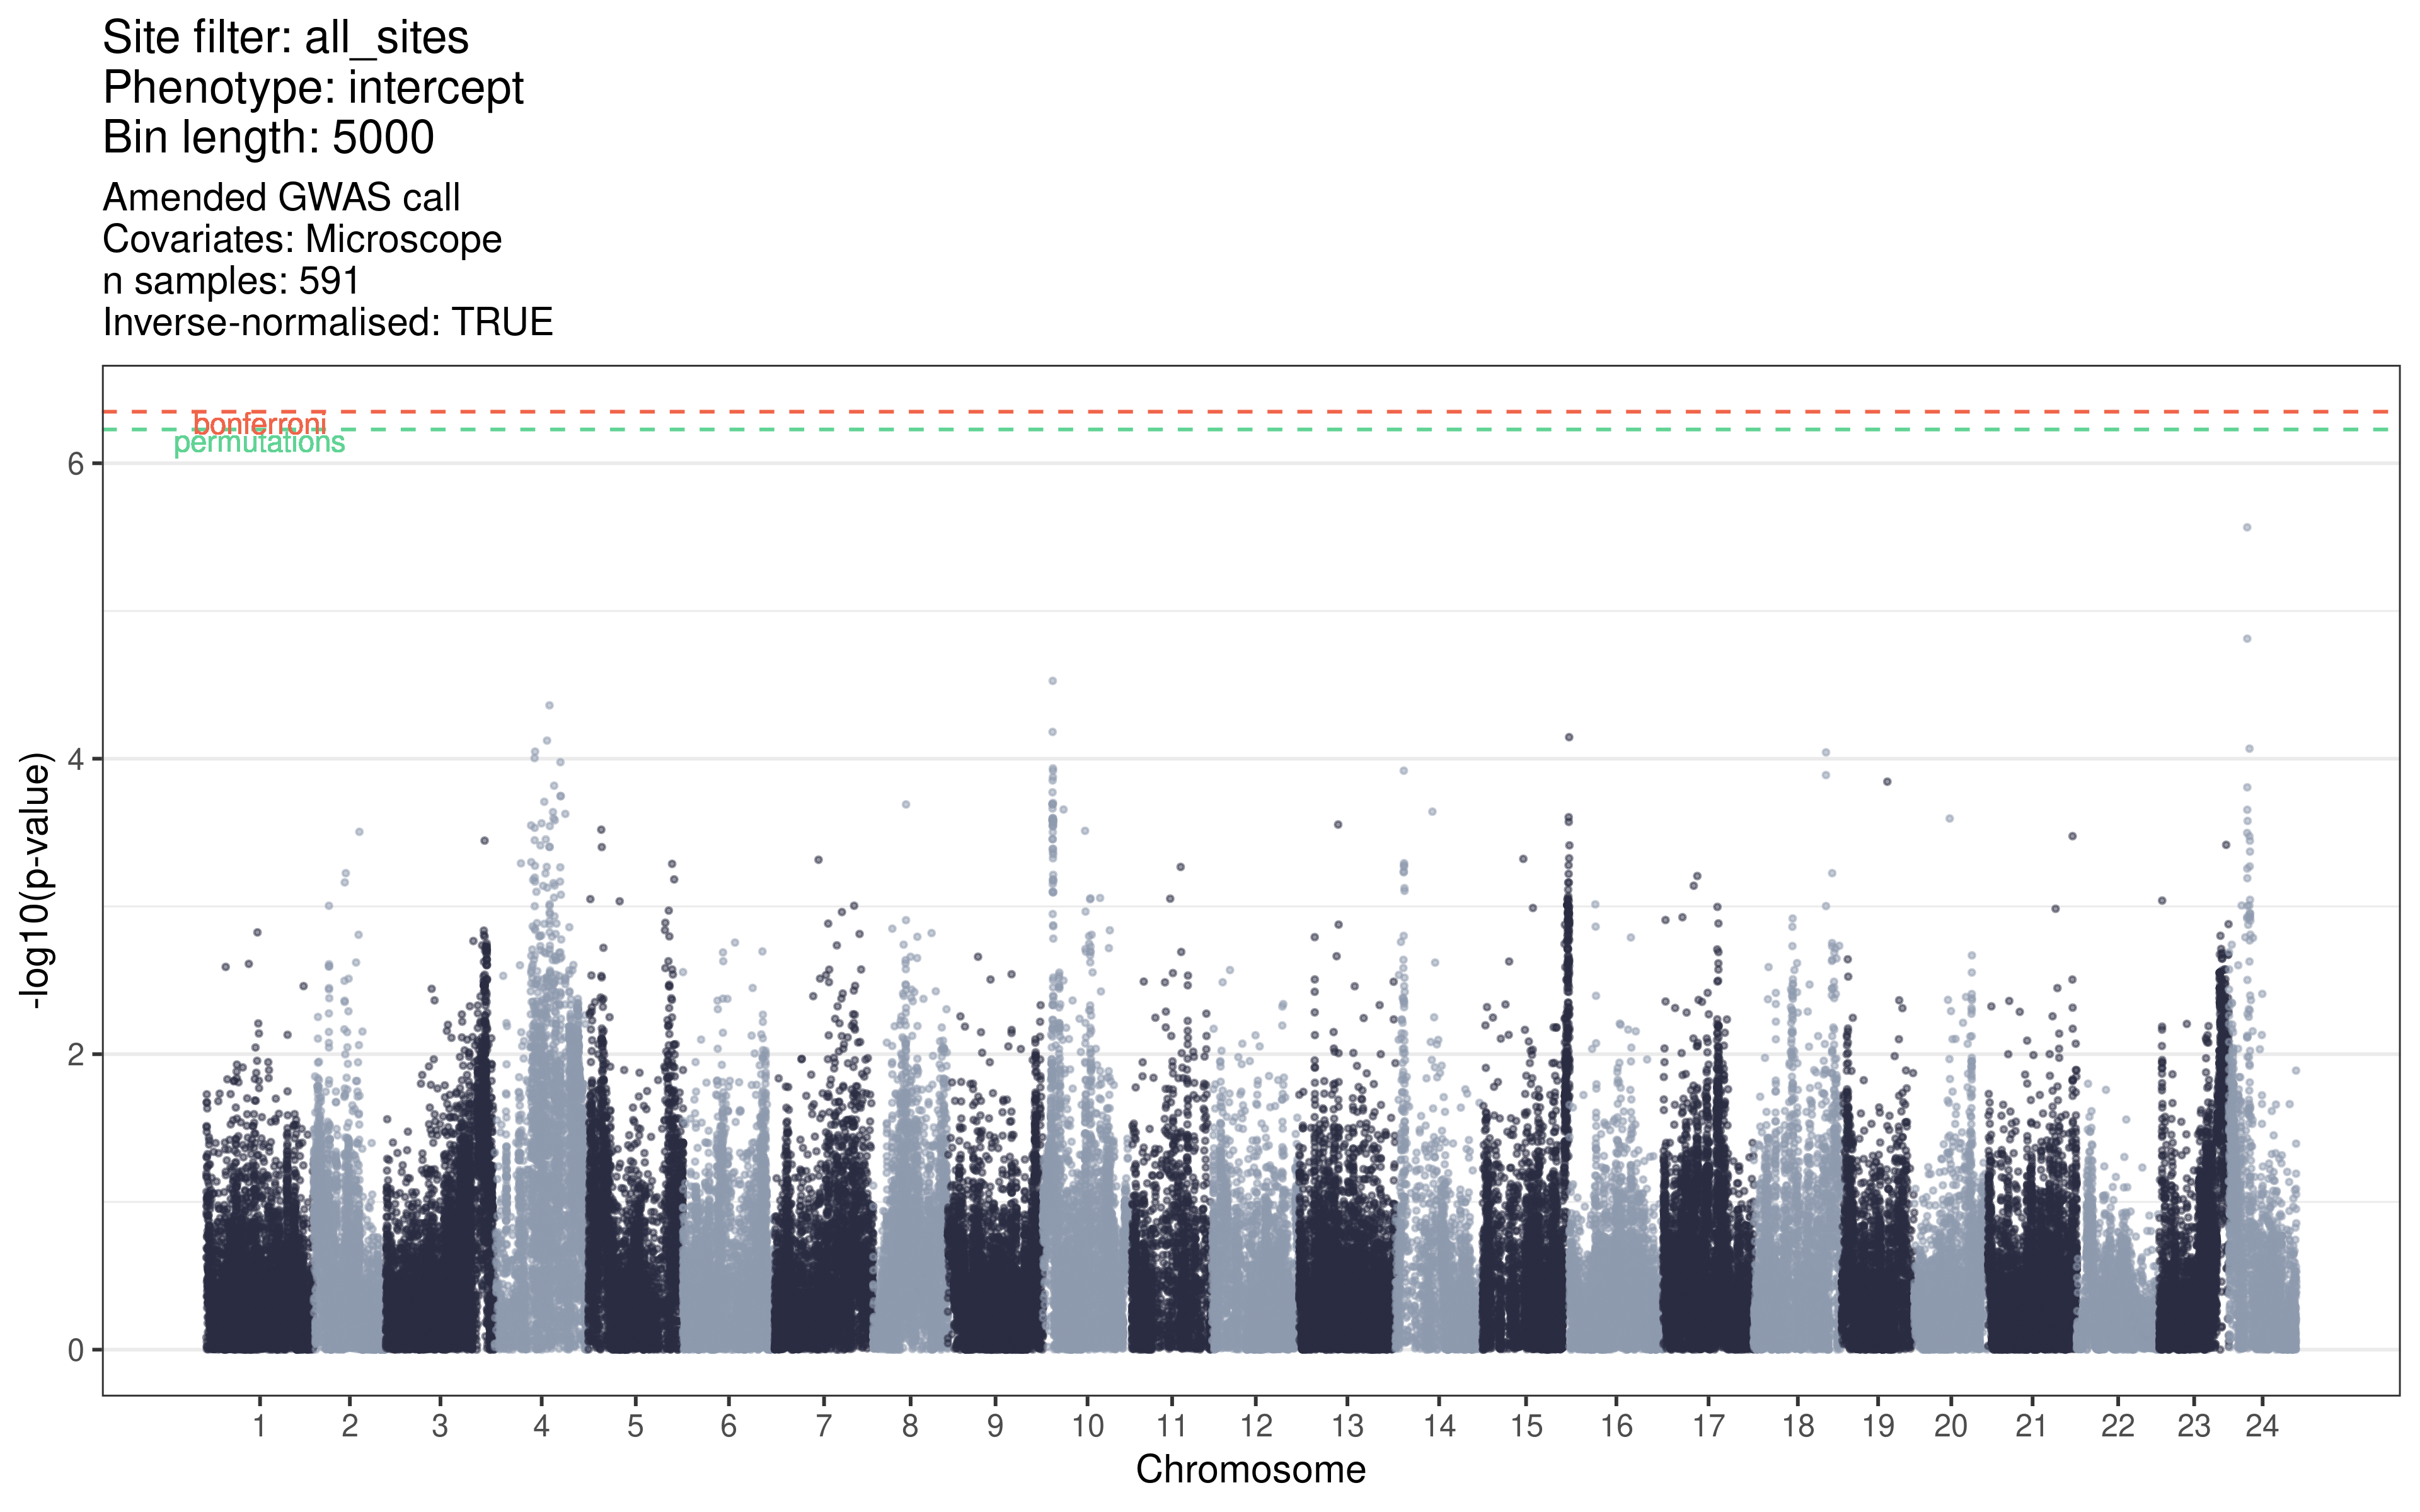 Site filter: all_sites
Phenotype: intercept
Bin length: 5000
Amended GWAS call
Covariates: Microscope
n samples: 591
Inverse-normalised: TRUE
bonferroni
permutations
6
4
2
0
-log10(p-value)
1 2 3 4 5 6 7 8 9 10 11 12 13 14 15 16 17 18 19 20 21 22 23 24
Chromosome